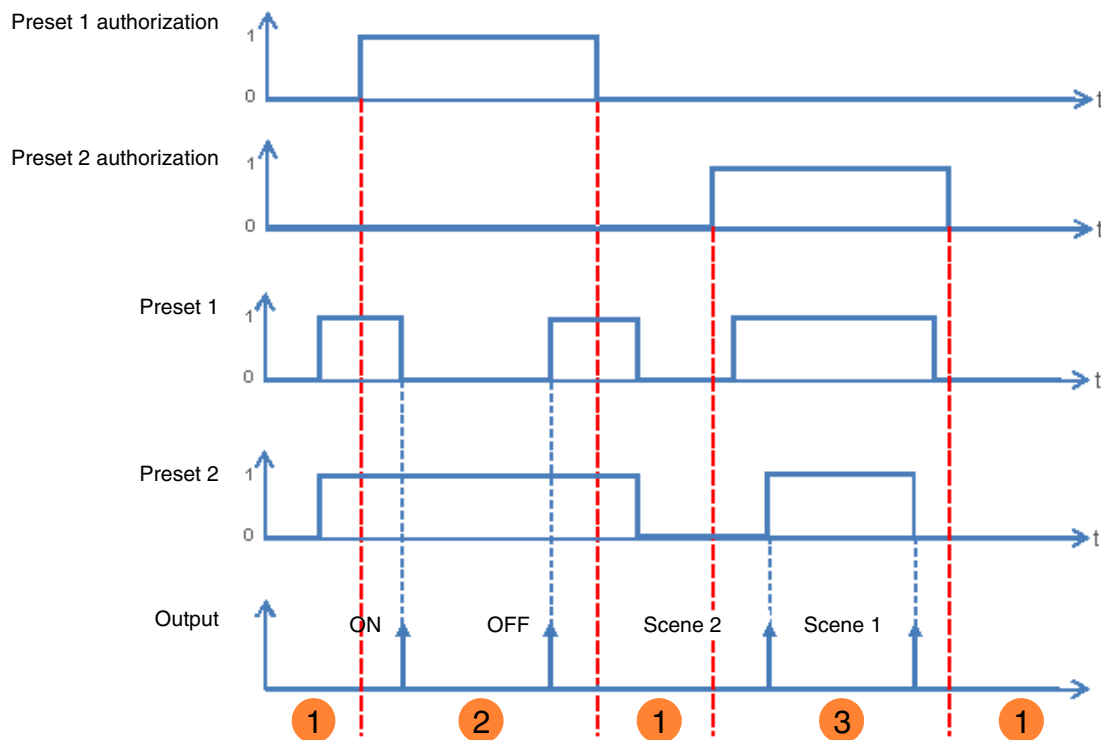 Preset 1 authorization
1
0
t
Preset 2 authorization
1
0
t
Preset 1
1
0
t
Preset 2
1
0
t
Output
ON
OFF
Scene 2
Scene 1
1
2
1
3
1